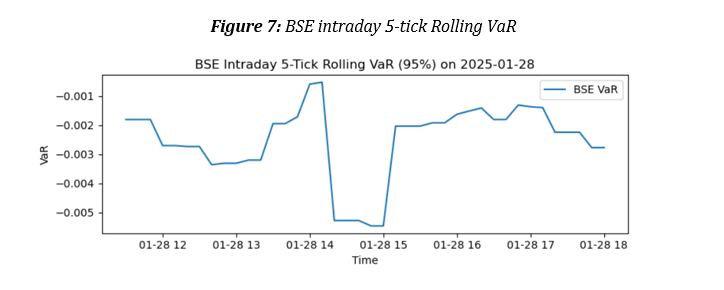 Figure 7: BSE intraday 5-tick Rolling VaR
BSE Intraday 5-Tick Rolling VaR (95%) on 2025-01-28
BSE VaR
−0.001
−0.002
−0.003
−0.004
−0.005
VaR
01-28 12 01-28 13 01-28 14 01-28 15 01-28 16 01-28 17 01-28 18
Time